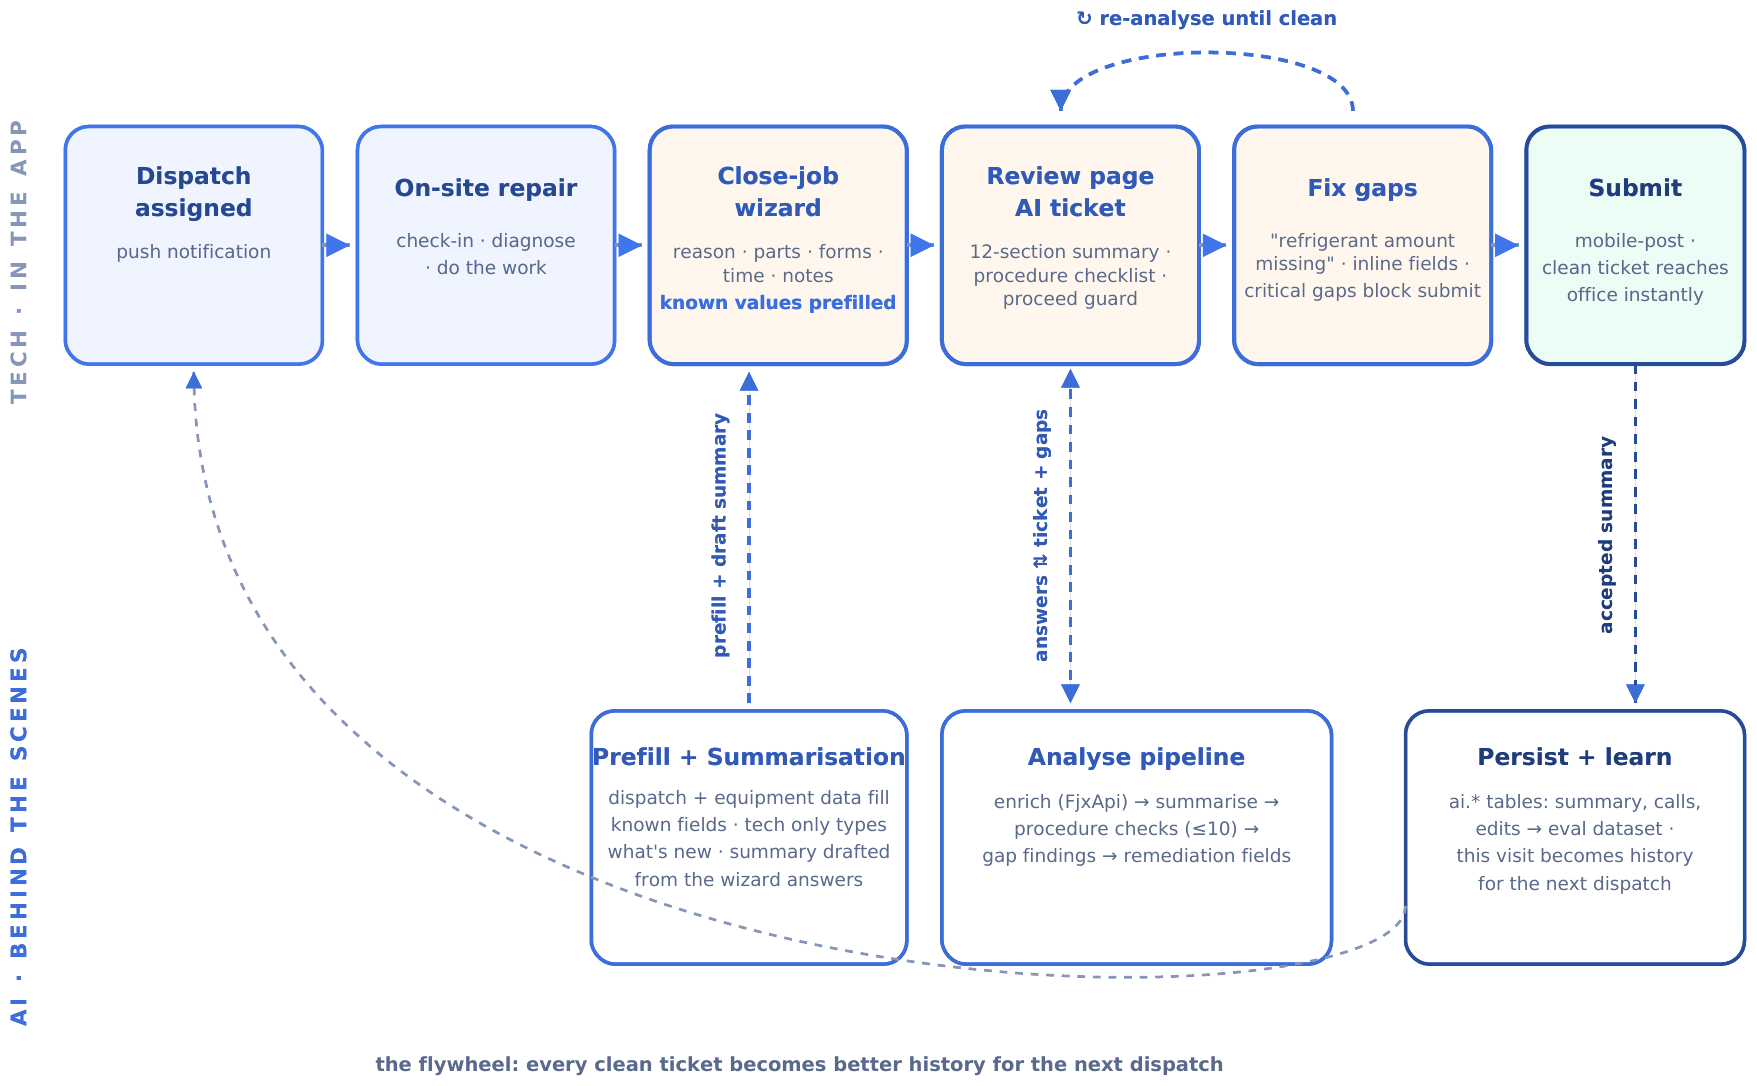 ↻ re-analyse until clean
TECH · IN THE APP
Dispatch
assigned
push notification
On-site repair
check-in · diagnose
· do the work
Close-job
wizard
reason · parts · forms ·
time · notes
known values prefilled
Review page
AI ticket
12-section summary ·
procedure checklist ·
proceed guard
Fix gaps
"refrigerant amount
missing" · inline fields ·
critical gaps block submit
Submit
mobile-post ·
clean ticket reaches
office instantly
prefill + draft summary
answers ⇅ ticket + gaps
accepted summary
AI · BEHIND THE SCENES
Prefill + Summarisation
dispatch + equipment data fill
known fields · tech only types
what's new · summary drafted
from the wizard answers
Analyse pipeline
enrich (FjxApi) → summarise →
procedure checks (≤10) →
gap findings → remediation fields
Persist + learn
ai.* tables: summary, calls,
edits → eval dataset ·
this visit becomes history
for the next dispatch
the flywheel: every clean ticket becomes better history for the next dispatch